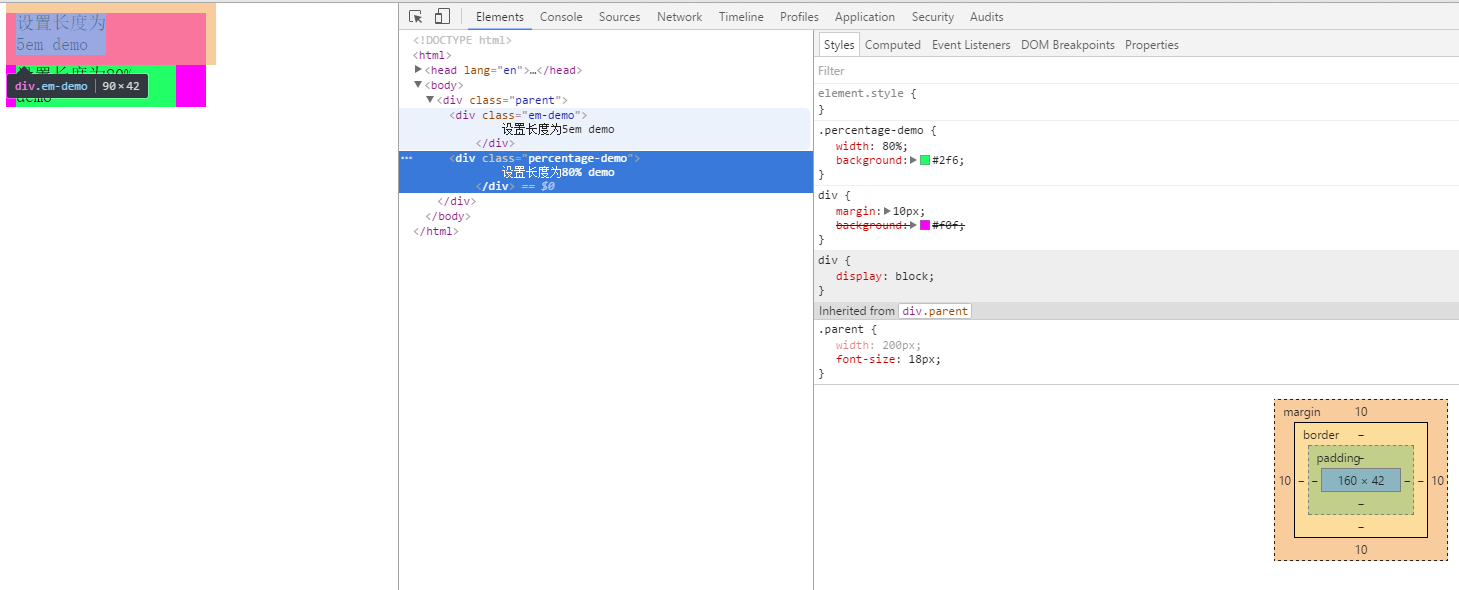 设置长度为
5em demo
设置长度为80%
demo
div.em-demo | 90×42
Elements Console Sources Network Timeline Profiles Application Security Audits
<!DOCTYPE html>
<html>
<head lang="en">…</head>
<body>
<div class="parent">
<div class="em-demo">
设置长度为5em demo
</div>
<div class="percentage-demo">
设置长度为80% demo
</div> == $0
</div>
</body>
</html>
Styles Computed Event Listeners DOM Breakpoints Properties
Filter
element.style {
}
.percentage-demo {
width: 80%;
background: #2f6;
}
div {
margin: 10px;
background: #f0f;
}
div {
display: block;
}
Inherited from div.parent
.parent {
width: 200px;
font-size: 18px;
}
margin 10
border –
padding –
10 – – 160 × 42 – – 10
–
–
10